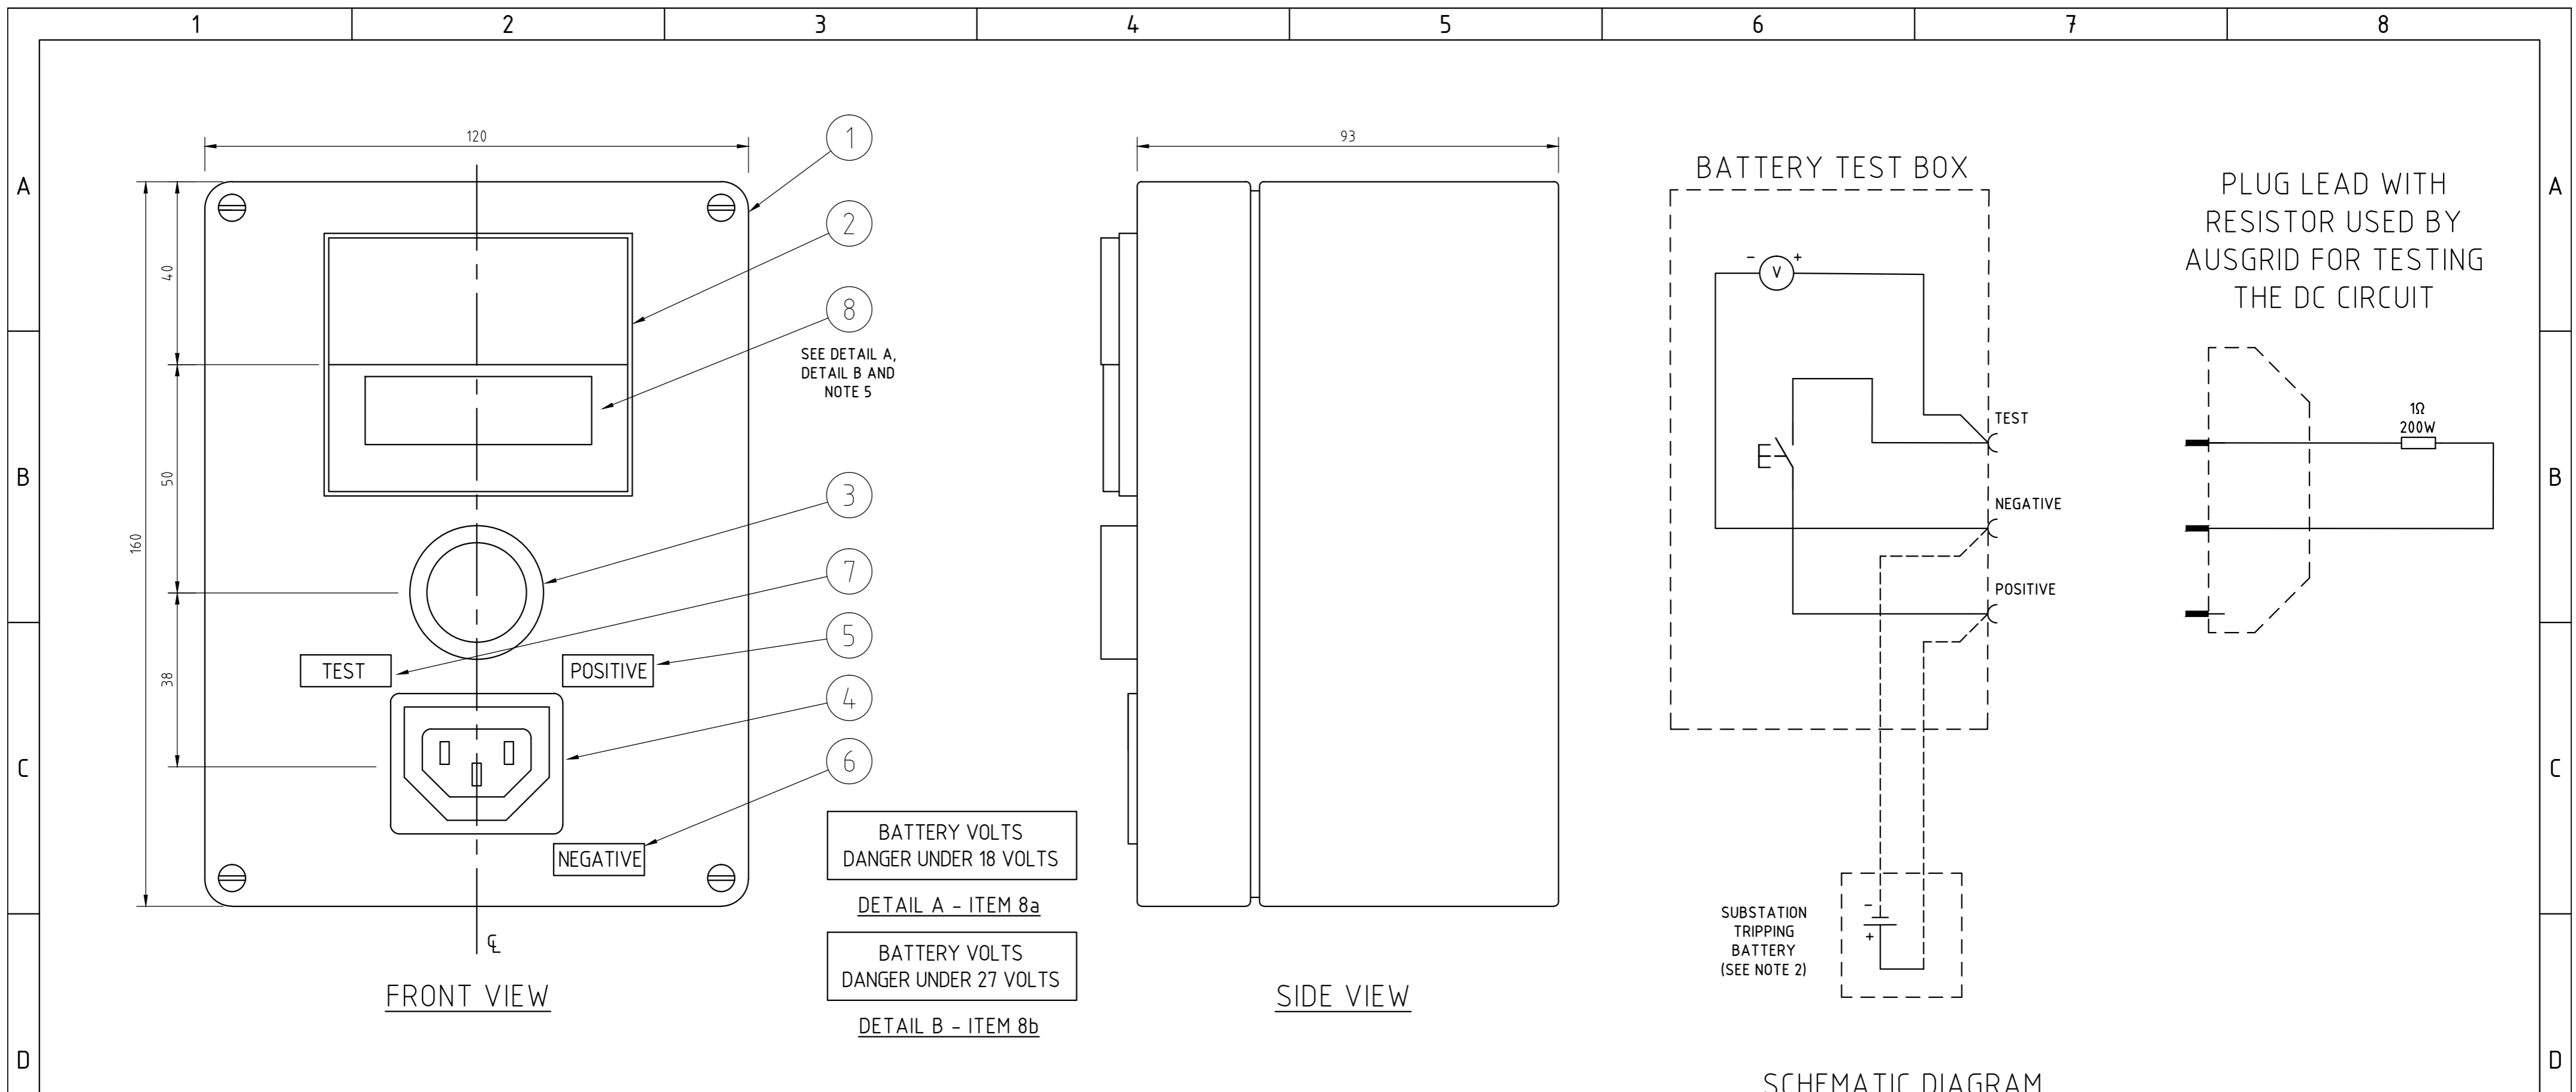 1 2 3 4 5 6 7 8
A
B
C
D
A
B
C
D
120
160
40
50
38
1
2
8
SEE DETAIL A,
DETAIL B AND
NOTE 5
3
7
5
4
6
TEST
POSITIVE
NEGATIVE
℄
FRONT VIEW
BATTERY VOLTS
DANGER UNDER 18 VOLTS
DETAIL A - ITEM 8a
BATTERY VOLTS
DANGER UNDER 27 VOLTS
DETAIL B - ITEM 8b
93
SIDE VIEW
BATTERY TEST BOX
- V +
TEST
NEGATIVE
POSITIVE
-
+
SUBSTATION
TRIPPING
BATTERY
(SEE NOTE 2)
PLUG LEAD WITH
RESISTOR USED BY
AUSGRID FOR TESTING
THE DC CIRCUIT
1Ω
200W
SCHEMATIC DIAGRAM